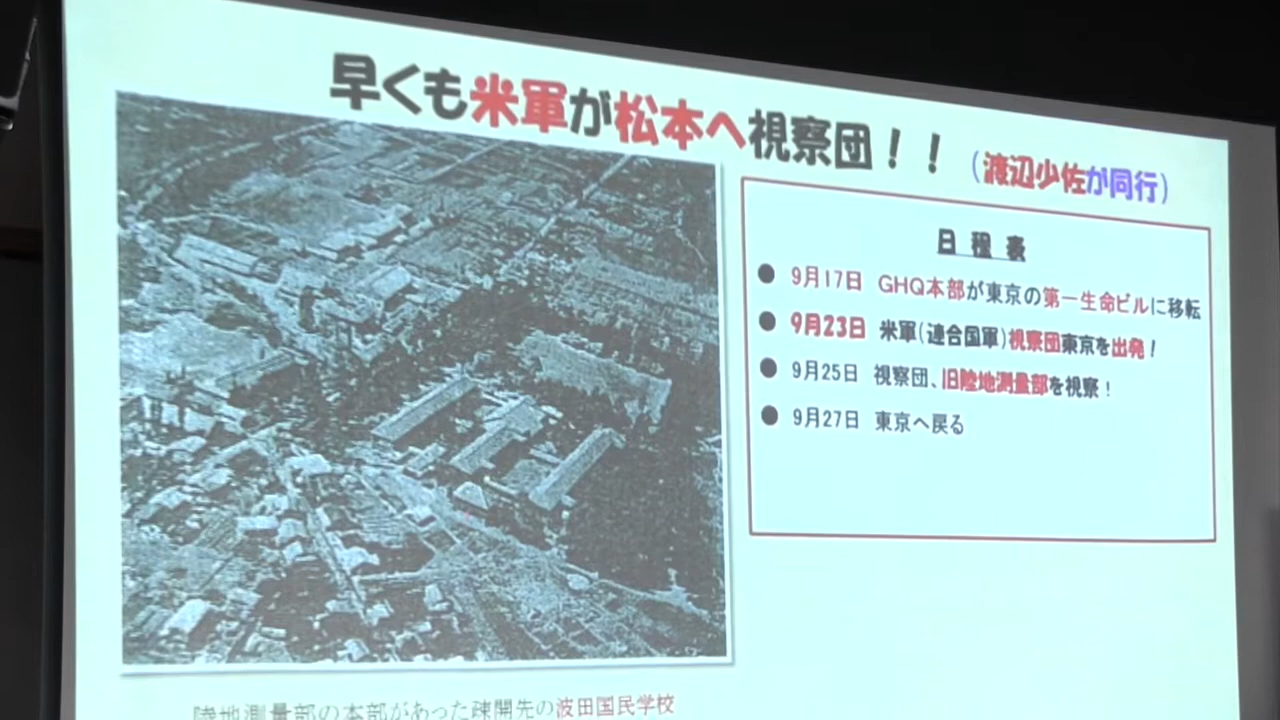 早くも米軍が松本へ視察団！！（渡辺少佐が同行）
日 程 表
● 9月17日 GHQ本部が東京の第一生命ビルに移転
● 9月23日 米軍（連合国軍）視察団東京を出発！
● 9月25日 視察団、旧陸地測量部を視察！
● 9月27日 東京へ戻る
陸地測量部の本部があった疎開先の波田国民学校